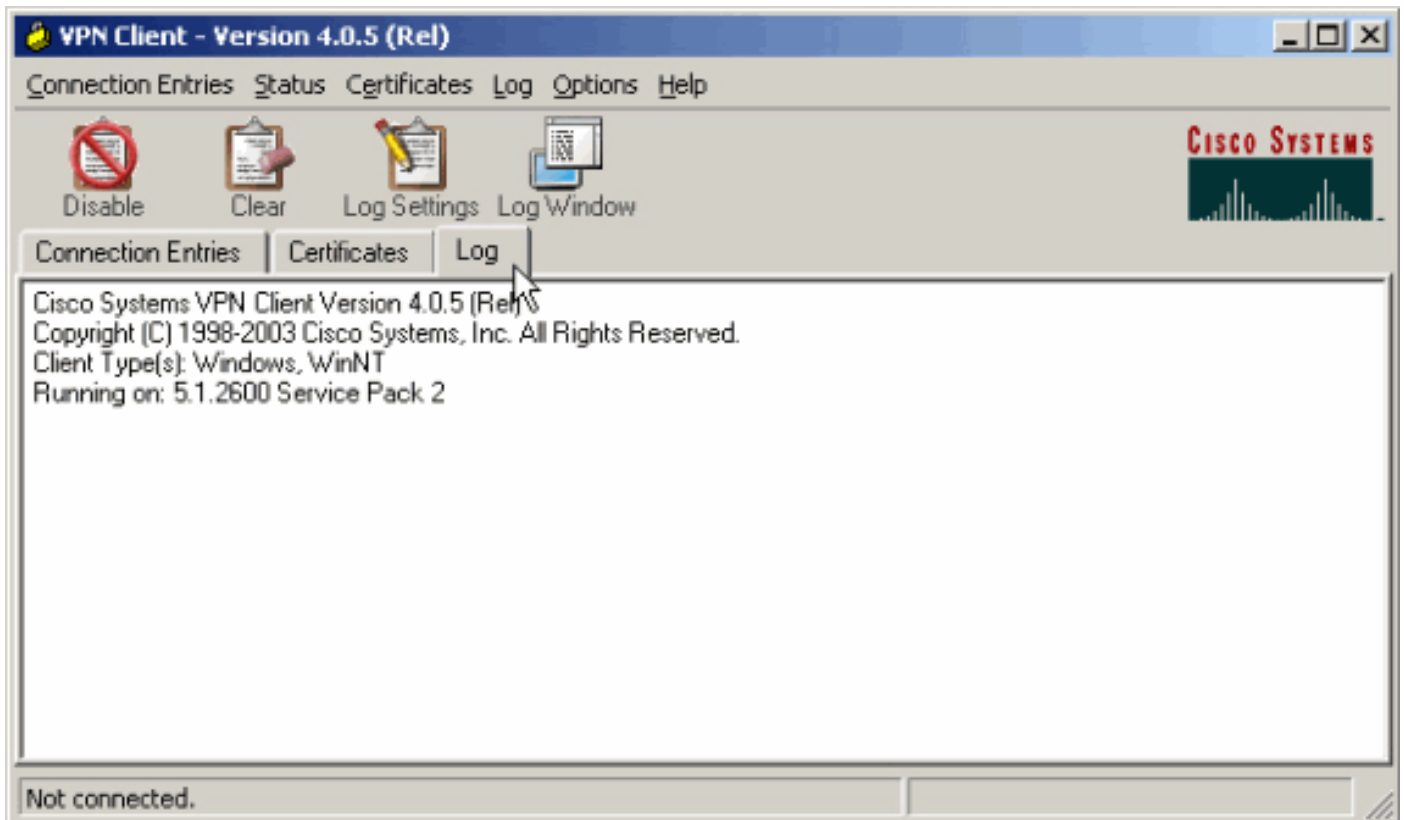 VPN Client - Version 4.0.5 (Rel)
Connection Entries Status Certificates Log Options Help
CISCO SYSTEMS
Disable Clear Log Settings Log Window
Connection Entries Certificates Log
Cisco Systems VPN Client Version 4.0.5 (Rel)
Copyright (C) 1998-2003 Cisco Systems, Inc. All Rights Reserved.
Client Type(s): Windows, WinNT
Running on: 5.1.2600 Service Pack 2
Not connected.